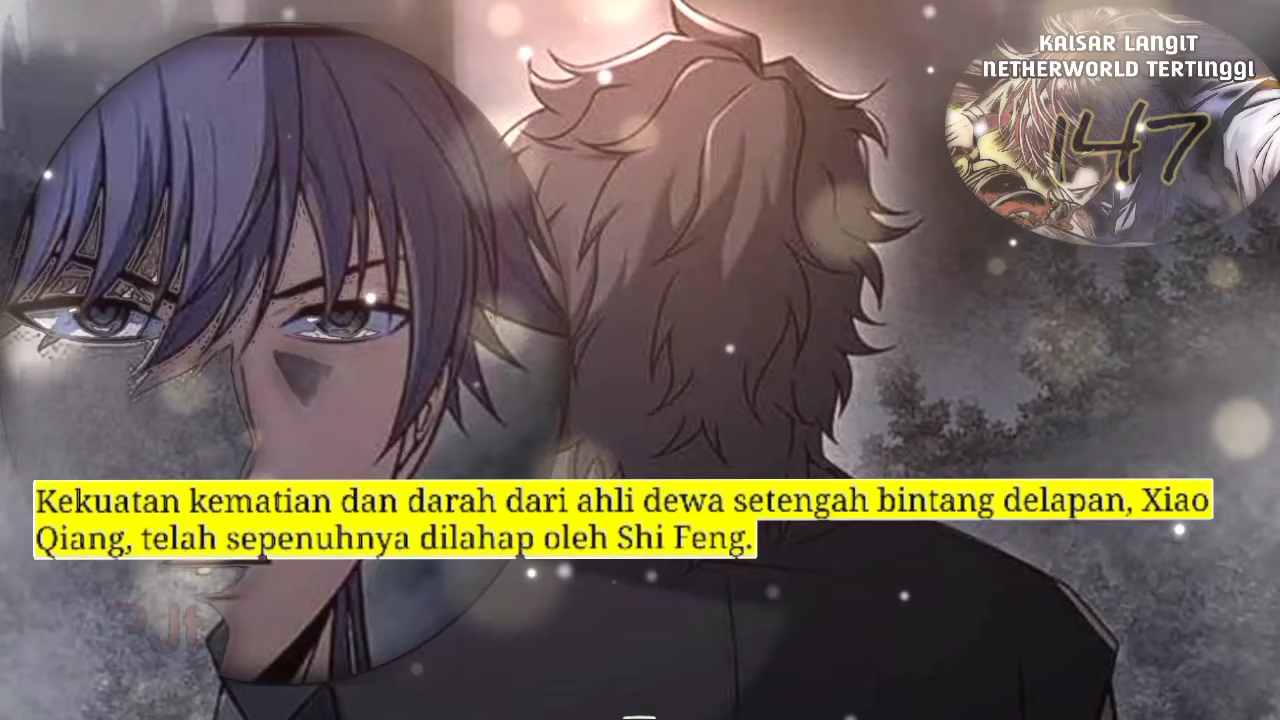 KAISAR LANGIT
NETHERWORLD TERTINGGI
147
Kekuatan kematian dan darah dari ahli dewa setengah bintang delapan, Xiao
Qiang, telah sepenuhnya dilahap oleh Shi Feng.